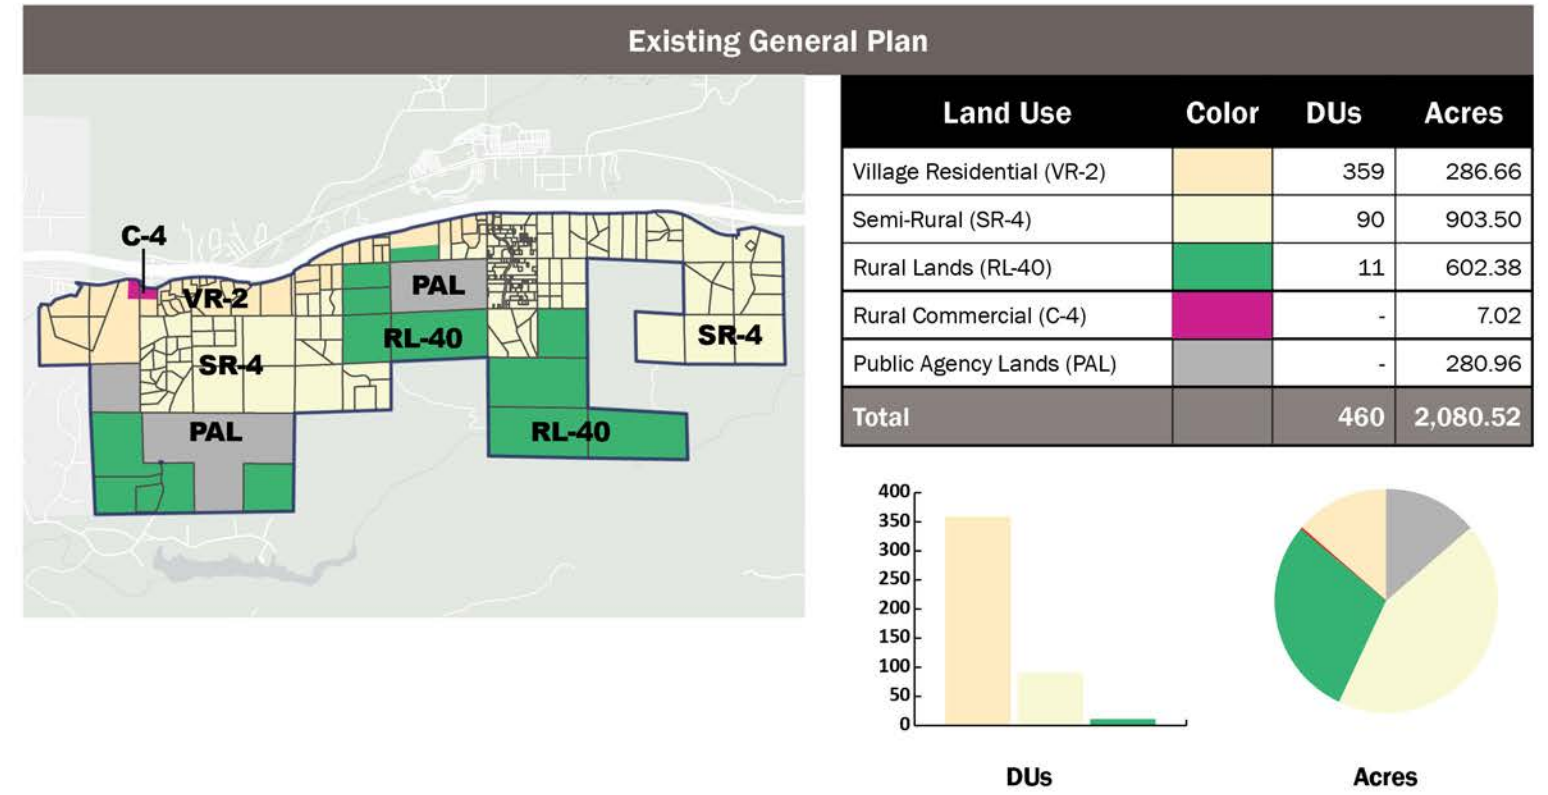 Existing General Plan
C-4
VR-2
PAL
RL-40
SR-4
SR-4
PAL
RL-40
Land Use Color DUs Acres
Village Residential (VR-2) 359 286.66
Semi-Rural (SR-4) 90 903.50
Rural Lands (RL-40) 11 602.38
Rural Commercial (C-4) - 7.02
Public Agency Lands (PAL) - 280.96
Total 460 2,080.52
400
350
300
250
200
150
100
50
0
DUs
Acres